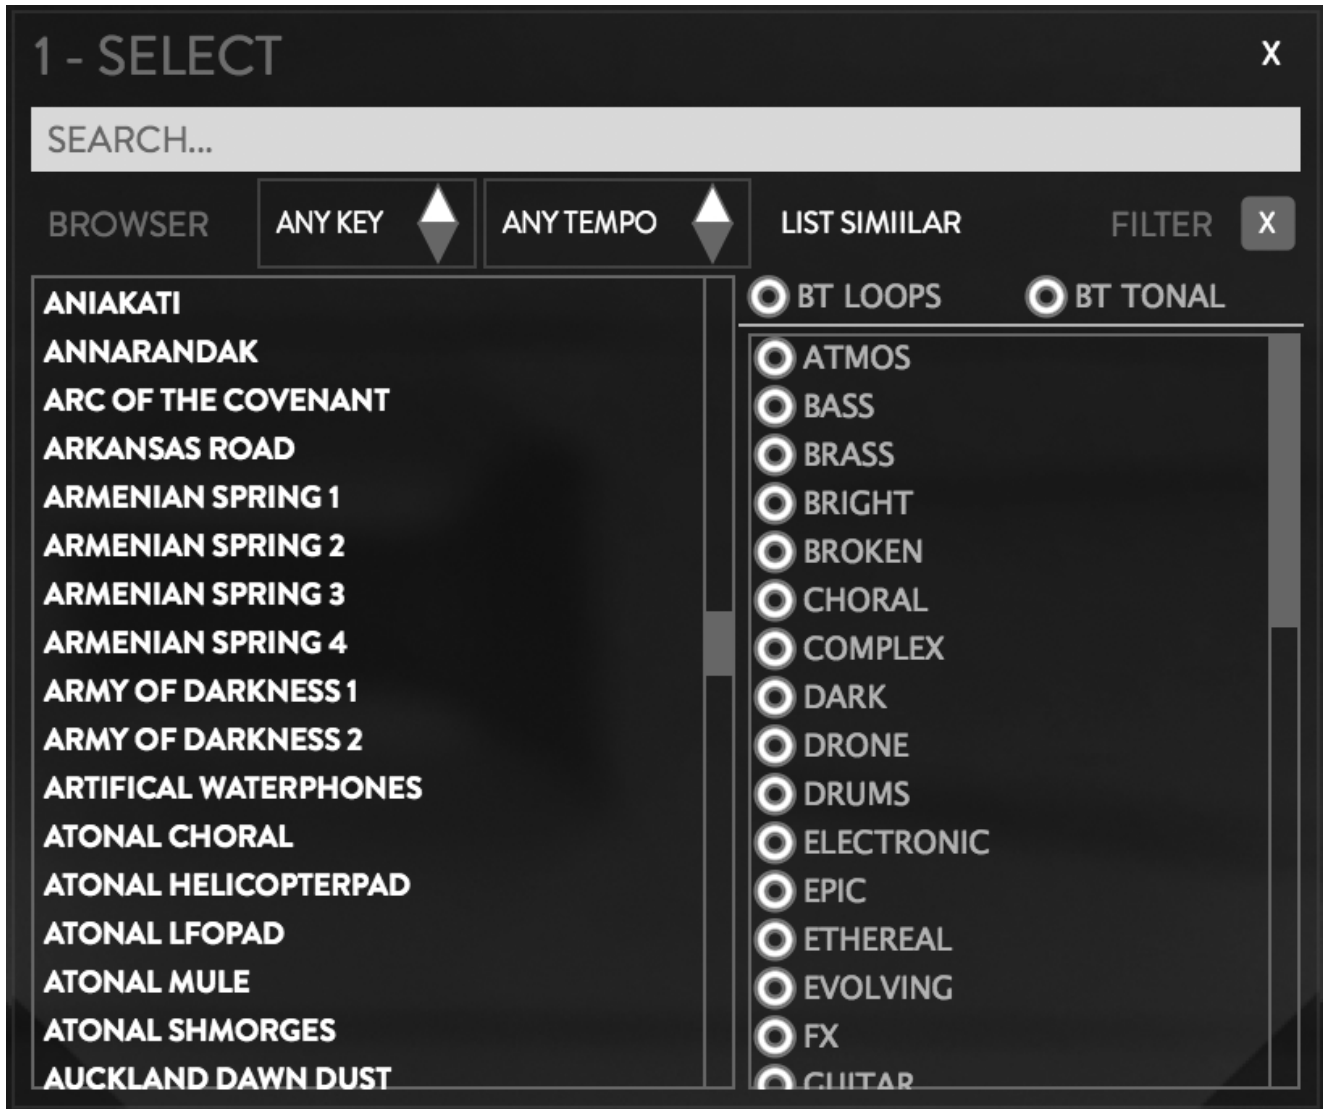 1 - SELECT
X
SEARCH...
BROWSER
ANY KEY
ANY TEMPO
LIST SIMIILAR
FILTER
X
ANIAKATI
ANNARANDAK
ARC OF THE COVENANT
ARKANSAS ROAD
ARMENIAN SPRING 1
ARMENIAN SPRING 2
ARMENIAN SPRING 3
ARMENIAN SPRING 4
ARMY OF DARKNESS 1
ARMY OF DARKNESS 2
ARTIFICAL WATERPHONES
ATONAL CHORAL
ATONAL HELICOPTERPAD
ATONAL LFOPAD
ATONAL MULE
ATONAL SHMORGES
AUCKLAND DAWN DUST
BT LOOPS
BT TONAL
ATMOS
BASS
BRASS
BRIGHT
BROKEN
CHORAL
COMPLEX
DARK
DRONE
DRUMS
ELECTRONIC
EPIC
ETHEREAL
EVOLVING
FX
GUITAR